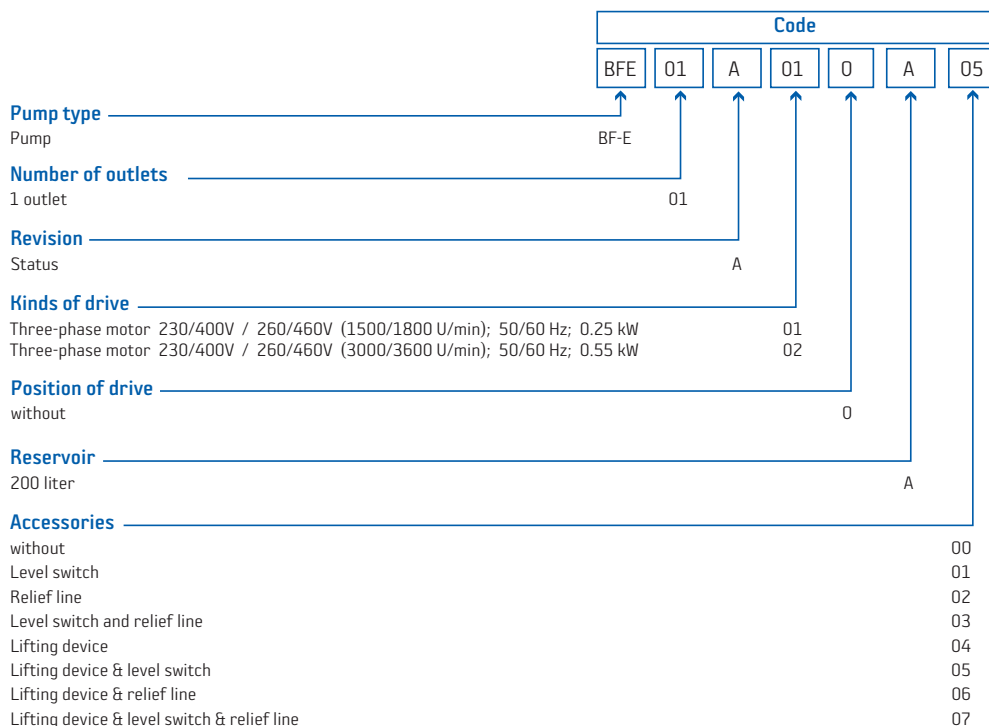 Code
BFE 01 A 01 0 A 05
Pump type
Pump BF-E
Number of outlets
1 outlet 01
Revision
Status A
Kinds of drive
Three-phase motor 230/400V / 260/460V (1500/1800 U/min); 50/60 Hz; 0.25 kW 01
Three-phase motor 230/400V / 260/460V (3000/3600 U/min); 50/60 Hz; 0.55 kW 02
Position of drive
without 0
Reservoir
200 liter A
Accessories
without 00
Level switch 01
Relief line 02
Level switch and relief line 03
Lifting device 04
Lifting device & level switch 05
Lifting device & relief line 06
Lifting device & level switch & relief line 07